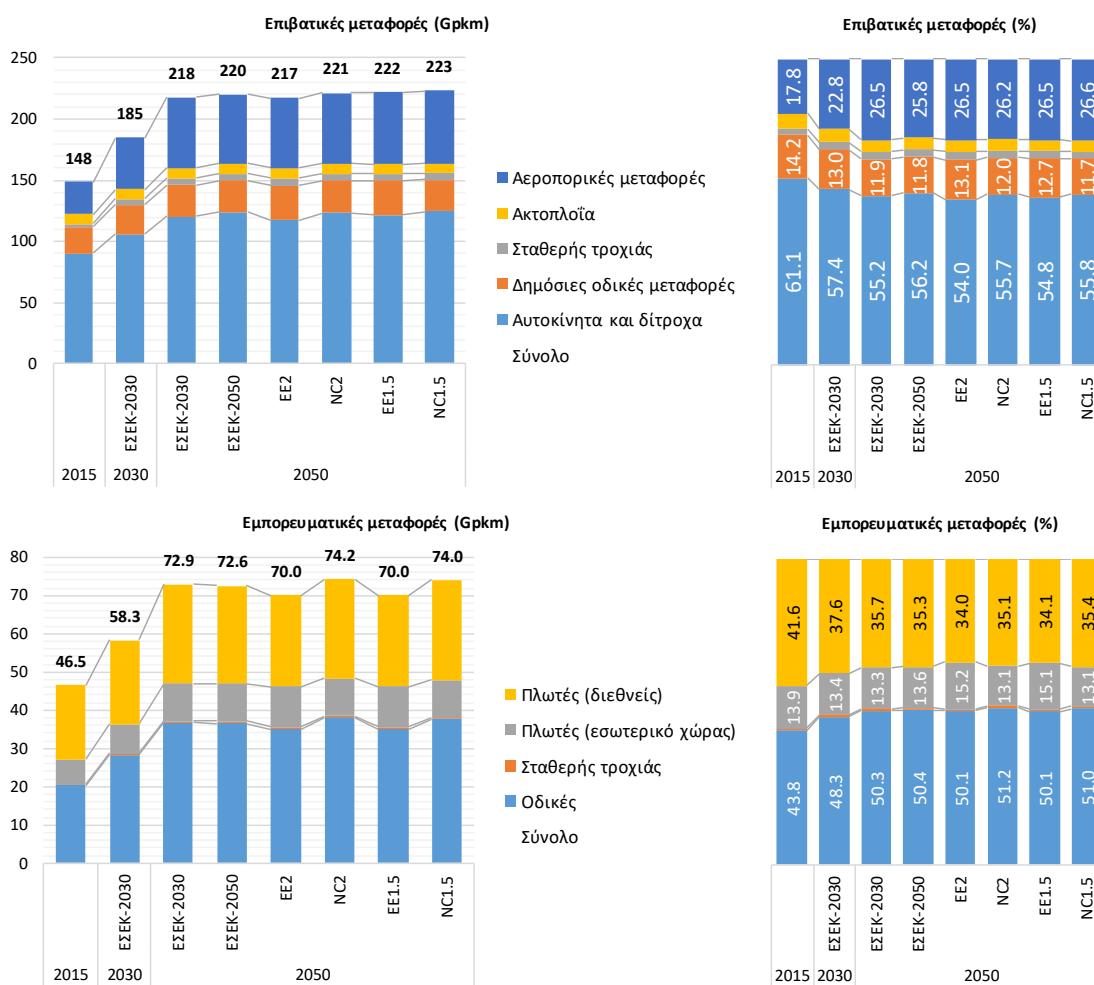 Επιβατικές μεταφορές (Gpkm)
250
200
150
100
50
0
148
185
218
220
217
221
222
223
ΕΣΕΚ-2030
ΕΣΕΚ-2030
ΕΣΕΚ-2050
ΕΕ2
NC2
ΕΕ1.5
NC1.5
2015
2030
2050
Αεροπορικές μεταφορές
Ακτοπλοΐα
Σταθερής τροχιάς
Δημόσιες οδικές μεταφορές
Αυτοκίνητα και δίτροχα
Σύνολο
Επιβατικές μεταφορές (%)
17.8
22.8
26.5
25.8
26.5
26.2
26.5
26.6
14.2
13.0
11.9
11.8
13.1
12.0
12.7
11.7
61.1
57.4
55.2
56.2
54.0
55.7
54.8
55.8
ΕΣΕΚ-2030
ΕΣΕΚ-2030
ΕΣΕΚ-2050
ΕΕ2
NC2
ΕΕ1.5
NC1.5
2015
2030
2050
Εμπορευματικές μεταφορές (Gpkm)
80
70
60
50
40
30
20
10
0
46.5
58.3
72.9
72.6
70.0
74.2
70.0
74.0
ΕΣΕΚ-2030
ΕΣΕΚ-2030
ΕΣΕΚ-2050
ΕΕ2
NC2
ΕΕ1.5
NC1.5
2015
2030
2050
Πλωτές (διεθνείς)
Πλωτές (εσωτερικό χώρας)
Σταθερής τροχιάς
Οδικές
Σύνολο
Εμπορευματικές μεταφορές (%)
41.6
37.6
35.7
35.3
34.0
35.1
34.1
35.4
13.9
13.4
13.3
13.6
15.2
13.1
15.1
13.1
43.8
48.3
50.3
50.4
50.1
51.2
50.1
51.0
ΕΣΕΚ-2030
ΕΣΕΚ-2030
ΕΣΕΚ-2050
ΕΕ2
NC2
ΕΕ1.5
NC1.5
2015
2030
2050